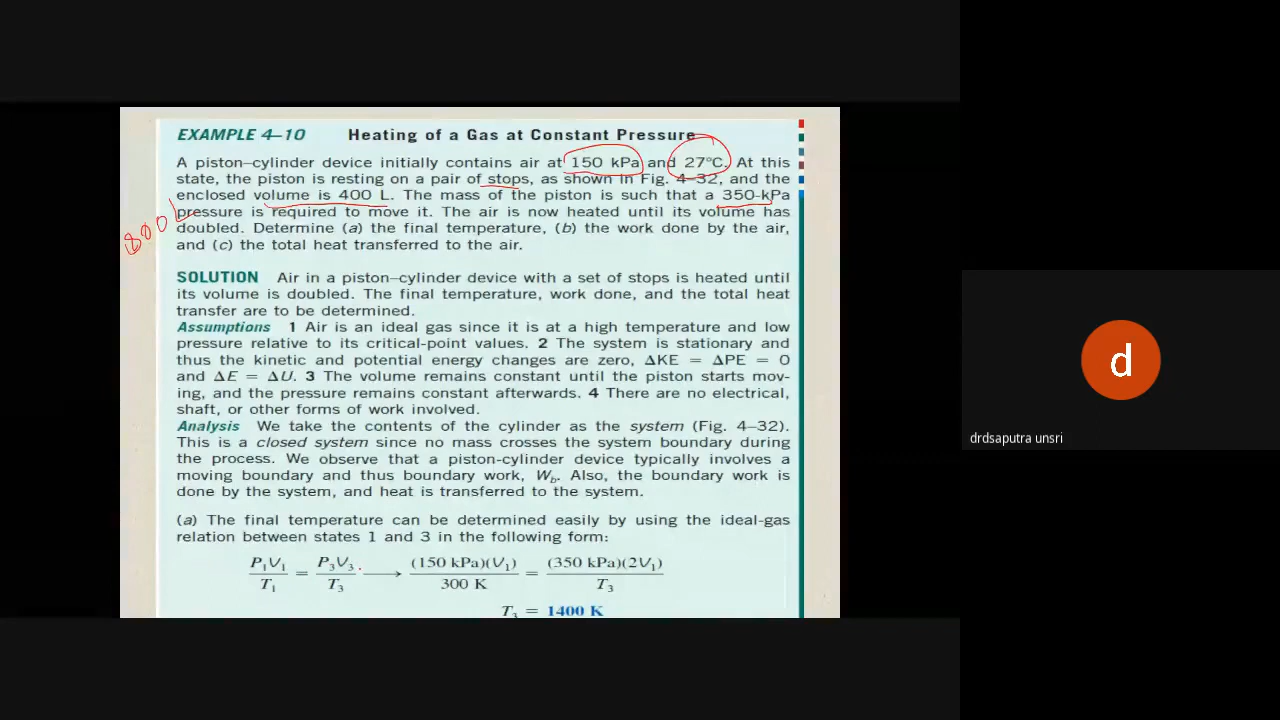 EXAMPLE 4–10 Heating of a Gas at Constant Pressure
A piston–cylinder device initially contains air at 150 kPa and 27°C. At this
state, the piston is resting on a pair of stops, as shown in Fig. 4–32, and the
enclosed volume is 400 L. The mass of the piston is such that a 350-kPa
pressure is required to move it. The air is now heated until its volume has
doubled. Determine (a) the final temperature, (b) the work done by the air,
and (c) the total heat transferred to the air.
800 L
SOLUTION Air in a piston–cylinder device with a set of stops is heated until
its volume is doubled. The final temperature, work done, and the total heat
transfer are to be determined.
Assumptions 1 Air is an ideal gas since it is at a high temperature and low
pressure relative to its critical-point values. 2 The system is stationary and
thus the kinetic and potential energy changes are zero, ΔKE = ΔPE = 0
and ΔE = ΔU. 3 The volume remains constant until the piston starts mov-
ing, and the pressure remains constant afterwards. 4 There are no electrical,
shaft, or other forms of work involved.
Analysis We take the contents of the cylinder as the system (Fig. 4–32).
This is a closed system since no mass crosses the system boundary during
the process. We observe that a piston-cylinder device typically involves a
moving boundary and thus boundary work, W_b. Also, the boundary work is
done by the system, and heat is transferred to the system.
(a) The final temperature can be determined easily by using the ideal-gas
relation between states 1 and 3 in the following form:
P₁V₁/T₁ = P₃V₃/T₃ ⟶ (150 kPa)(V₁)/300 K = (350 kPa)(2V₁)/T₃
T₃ = 1400 K
d
drdsaputra unsri